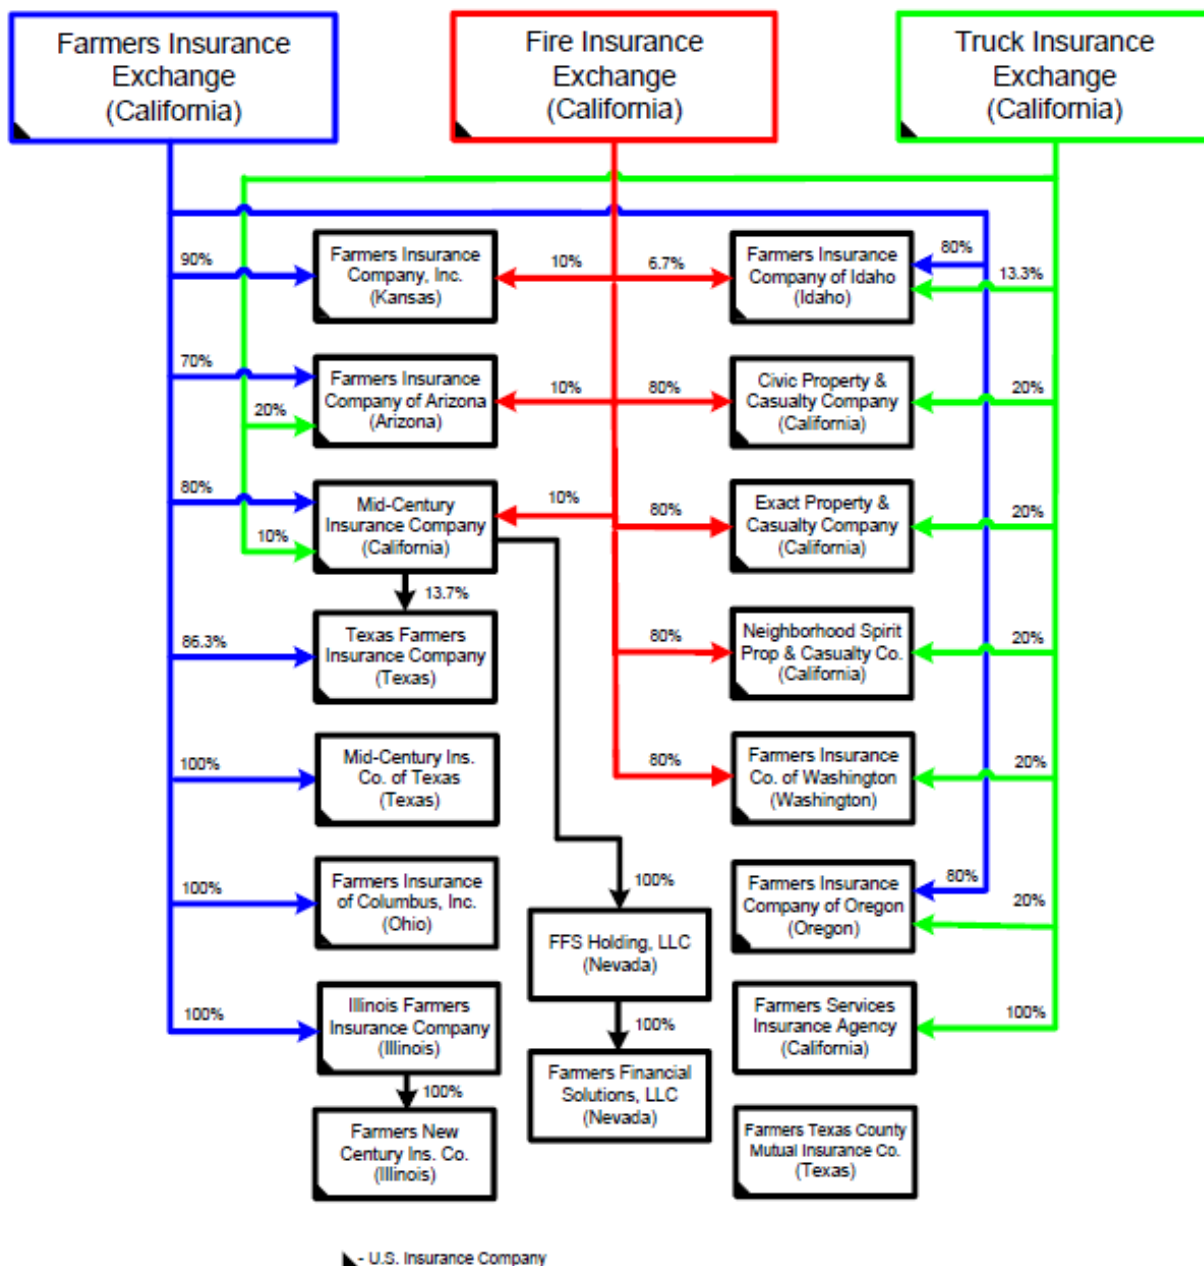 Farmers Insurance
Exchange
(California)
Fire Insurance
Exchange
(California)
Truck Insurance
Exchange
(California)
90%
Farmers Insurance
Company, Inc.
(Kansas)
10%
6.7%
Farmers Insurance
Company of Idaho
(Idaho)
80%
13.3%
70%
20%
Farmers Insurance
Company of Arizona
(Arizona)
10%
80%
Civic Property &
Casualty Company
(California)
20%
80%
10%
Mid-Century
Insurance Company
(California)
10%
80%
Exact Property &
Casualty Company
(California)
20%
13.7%
86.3%
Texas Farmers
Insurance Company
(Texas)
80%
Neighborhood Spirit
Prop & Casualty Co.
(California)
20%
100%
Mid-Century Ins.
Co. of Texas
(Texas)
80%
Farmers Insurance
Co. of Washington
(Washington)
20%
100%
Farmers Insurance
of Columbus, Inc.
(Ohio)
100%
FFS Holding, LLC
(Nevada)
Farmers Insurance
Company of Oregon
(Oregon)
80%
20%
100%
Illinois Farmers
Insurance Company
(Illinois)
100%
Farmers Services
Insurance Agency
(California)
100%
100%
Farmers Financial
Solutions, LLC
(Nevada)
Farmers New
Century Ins. Co.
(Illinois)
Farmers Texas County
Mutual Insurance Co.
(Texas)
- U.S. Insurance Company